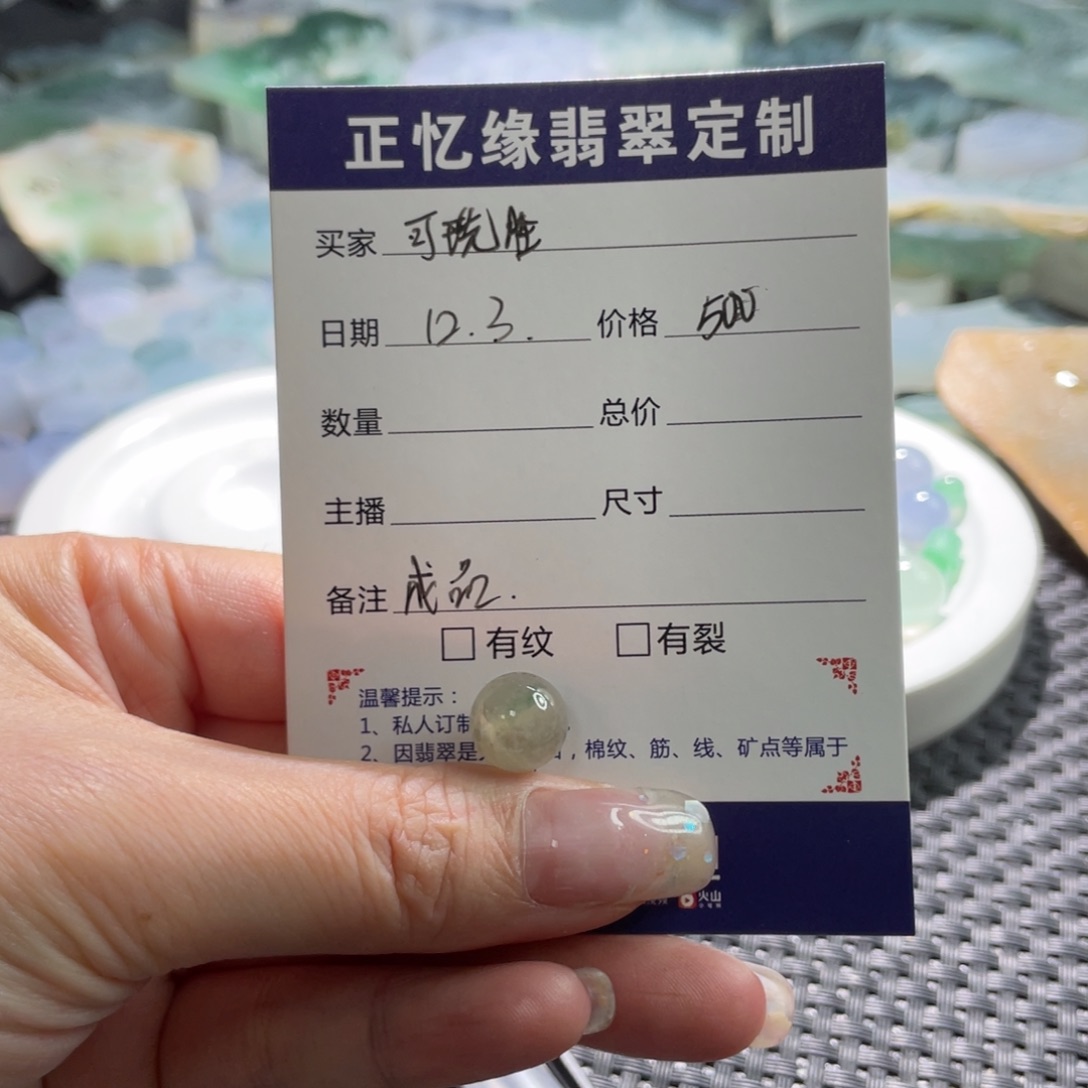 正忆缘翡翠定制
买家
日期 12.3. 价格 500
数量 总价
主播 尺寸
备注 成品.
□有纹 □有裂
温馨提示：
1、私人订制
2、因翡翠是 ，棉纹、筋、线、矿点等属于
火山